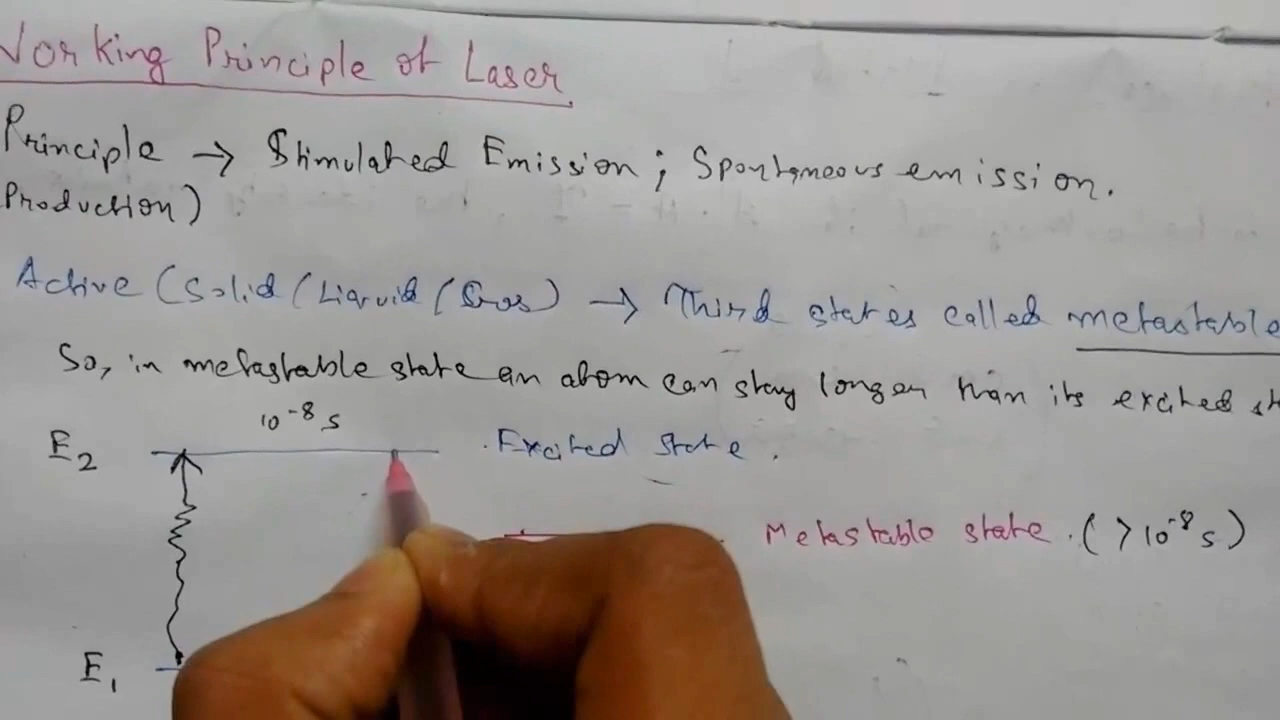 Working Principle of Laser
Principle → Stimulated Emission; Spontaneous emission.
Production)
Active (Solid (Liquid (Gas) → Third states called metastable
So, in metastable state an atom can stay longer than its excited st
10⁻⁸ s
E₂
Excited state.
Metastable state. (>10⁻⁸ s)
E₁